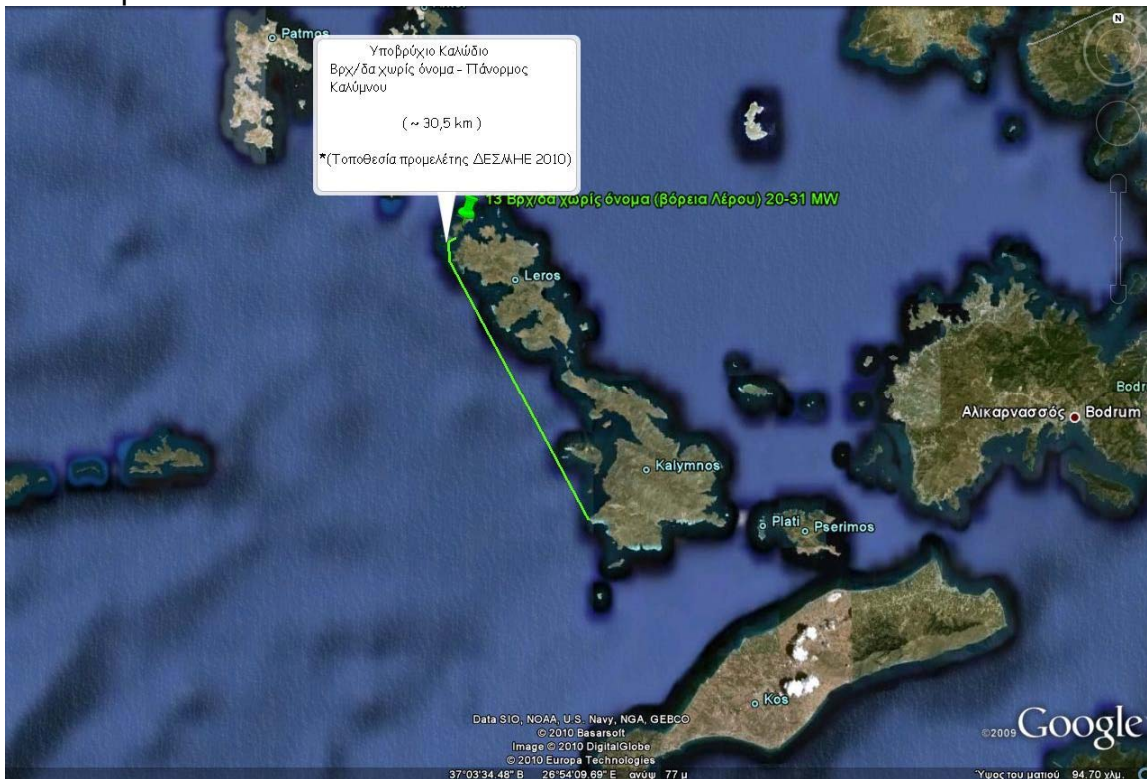 Patmos
Υποβρύχιο Καλώδιο
Βρχ/δα χωρίς όνομα - Πάνορμος
Καλύμνου
( ~ 30,5 km )
*(Τοποθεσία προμελέτης ΔΕΣΜΗΕ 2010)
N
13 Βρχ/δα χωρίς όνομα (βόρεια Λέρου) 20-31 MW
Leros
Αλικαρνασσός
Bodrum
Kalymnos
Plati
Pserimos
Kos
Data SIO, NOAA, U.S. Navy, NGA, GEBCO
© 2010 Basarsoft
Image © 2010 DigitalGlobe
© 2010 Europa Technologies
©2009 Google
37°03'34.48" Β 26°54'09.69" Ε ανύψ 77 μ
Ύψος του ματιού 94.70 χλμ.